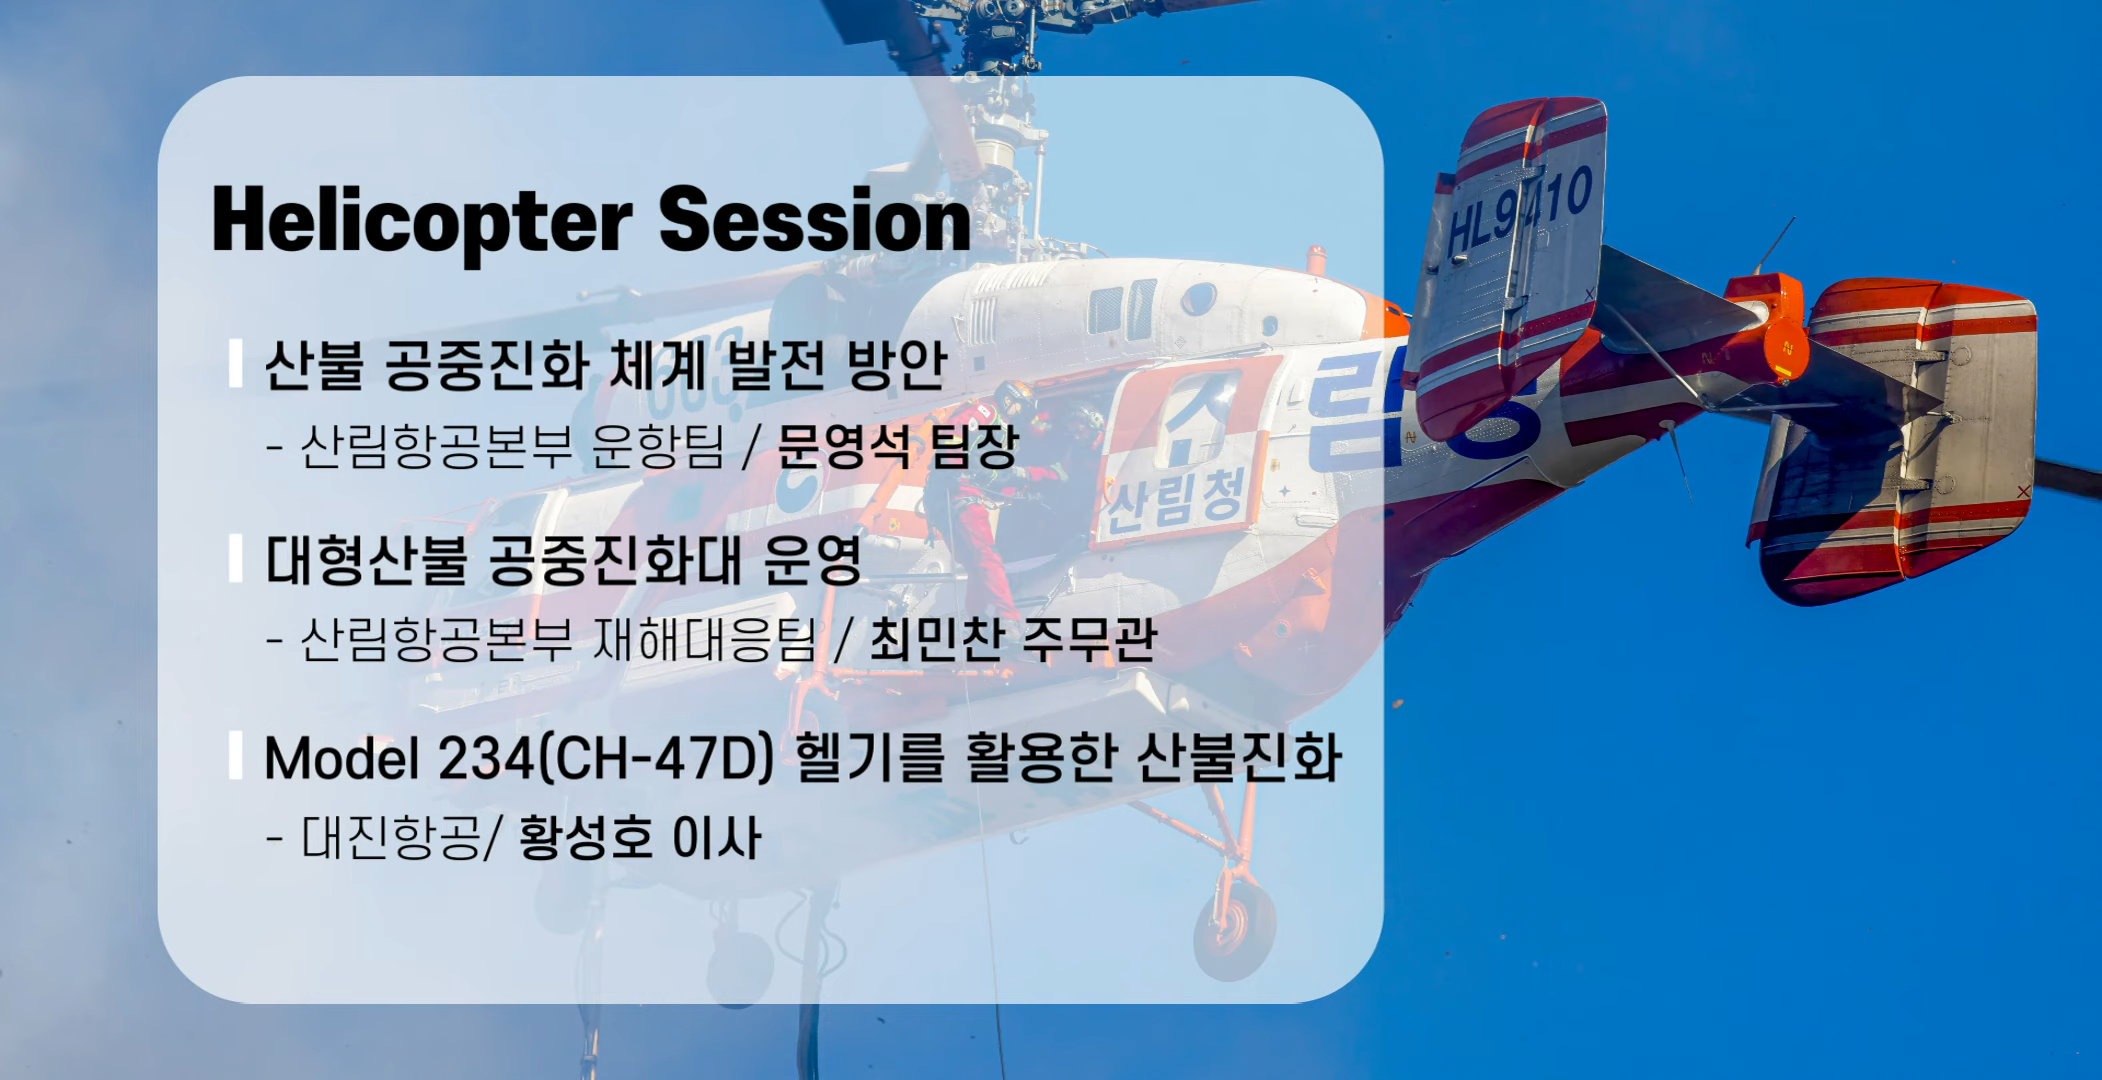 Helicopter Session
산불 공중진화 체계 발전 방안
- 산림항공본부 운항팀 / 문영석 팀장
대형산불 공중진화대 운영
- 산림항공본부 재해대응팀 / 최민찬 주무관
Model 234(CH-47D) 헬기를 활용한 산불진화
- 대진항공/ 황성호 이사
HL9410
603
산림청